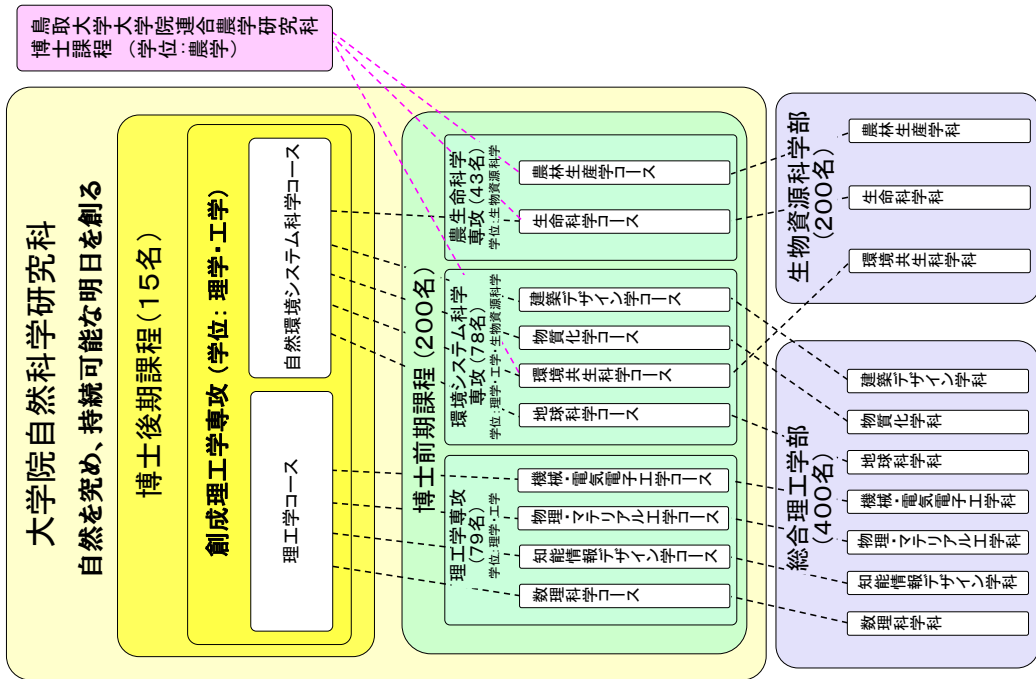 鳥取大学大学院連合農学研究科
博士課程 (学位:農学)
大学院自然科学研究科
自然を究め、持続可能な明日を創る
博士後期課程(15名)
創成理工学専攻 (学位: 理学・工学)
理工学コース
自然環境システム科学コース
博士前期課程 (200名)
理工学専攻
(79名)
学位:理学・工学
数理科学コース
知能情報デザイン学コース
物理・マテリアル工学コース
機械・電気電子工学コース
環境システム科学
専攻 (78名)
学位:理学・工学・生物資源科学
地球科学コース
環境共生科学コース
物質化学コース
建築デザイン学コース
農生命科学
専攻 (43名)
学位:生物資源科学
生命科学コース
農林生産学コース
総合理工学部
(400名)
数理科学科
知能情報デザイン学科
物理・マテリアル工学科
機械・電気電子工学科
地球科学科
物質化学科
建築デザイン学科
生物資源科学部
(200名)
環境共生科学科
生命科学科
農林生産学科